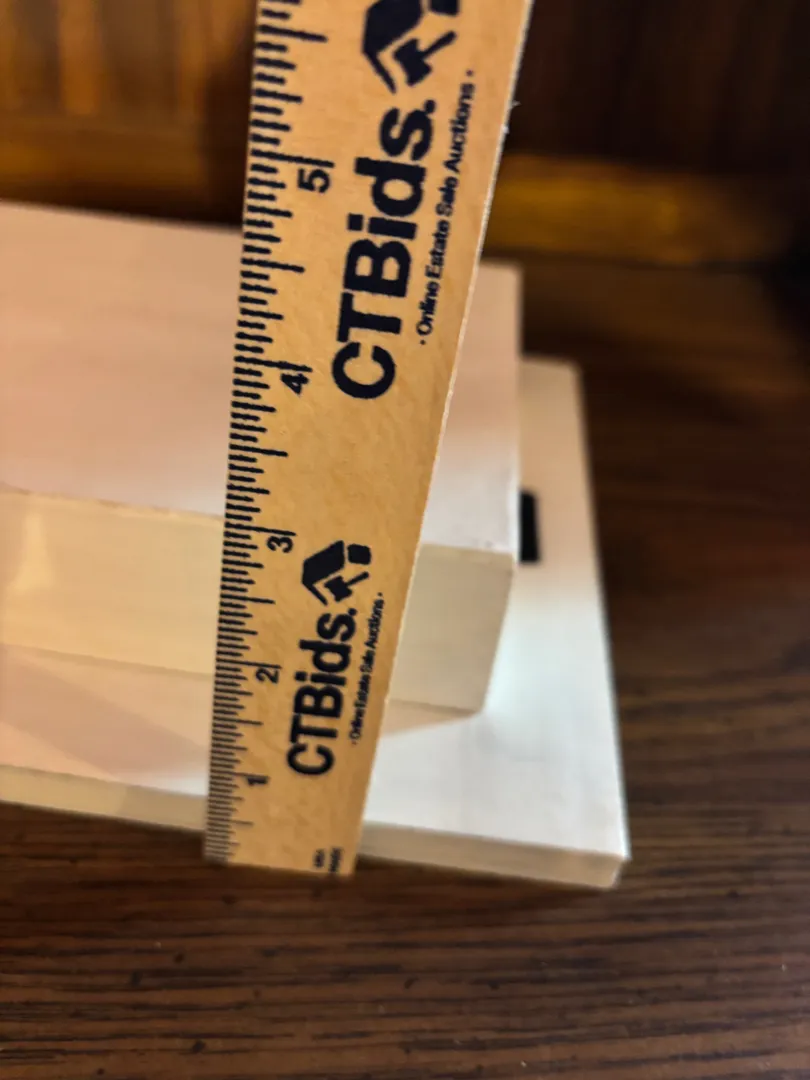 5
CTBids.
· Online Estate Sale Auctions ·
4
3
CTBids.
· Online Estate Sale Auctions ·
2
1